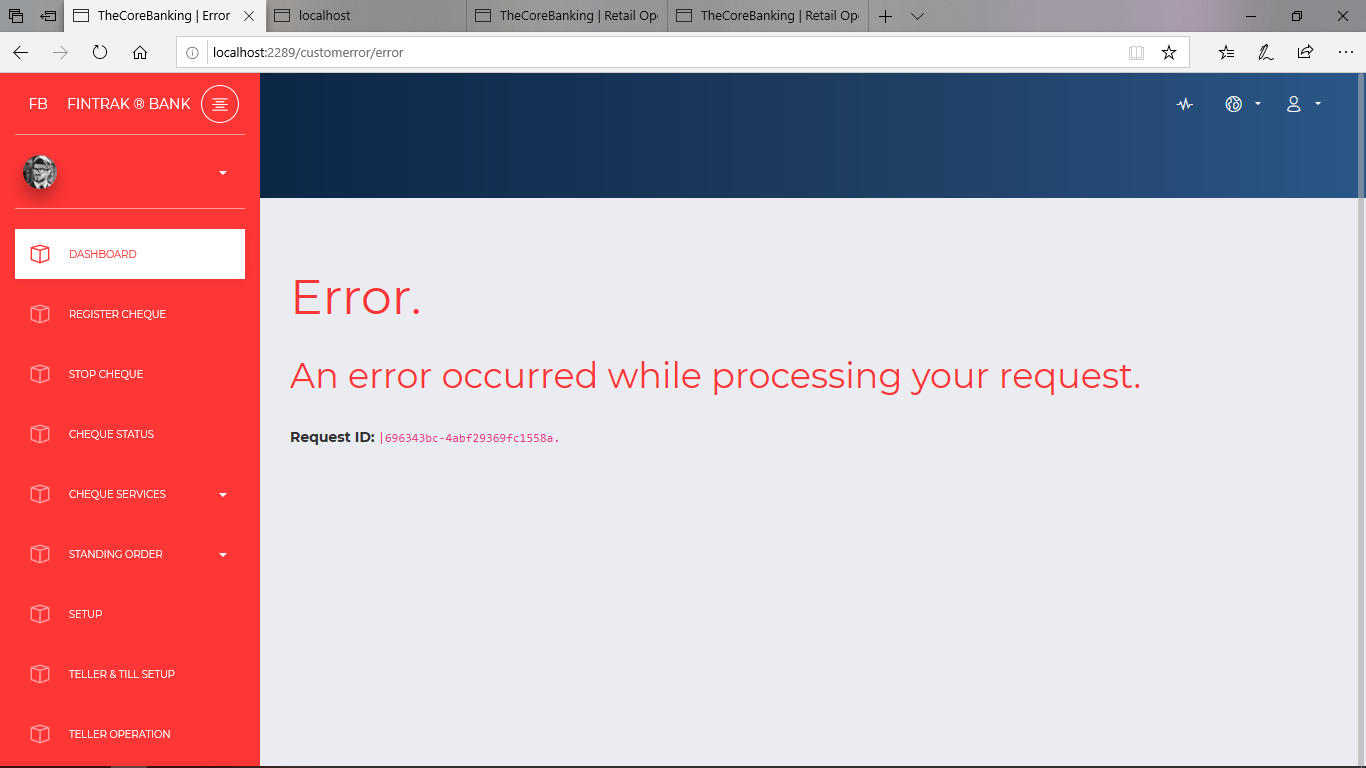 TheCoreBanking | Error
localhost
TheCoreBanking | Retail Op
TheCoreBanking | Retail Op
localhost:2289/customerror/error
FB FINTRAK ® BANK
DASHBOARD
REGISTER CHEQUE
STOP CHEQUE
CHEQUE STATUS
CHEQUE SERVICES
STANDING ORDER
SETUP
TELLER & TILL SETUP
TELLER OPERATION
Error.
An error occurred while processing your request.
Request ID: |696343bc-4abf29369fc1558a.